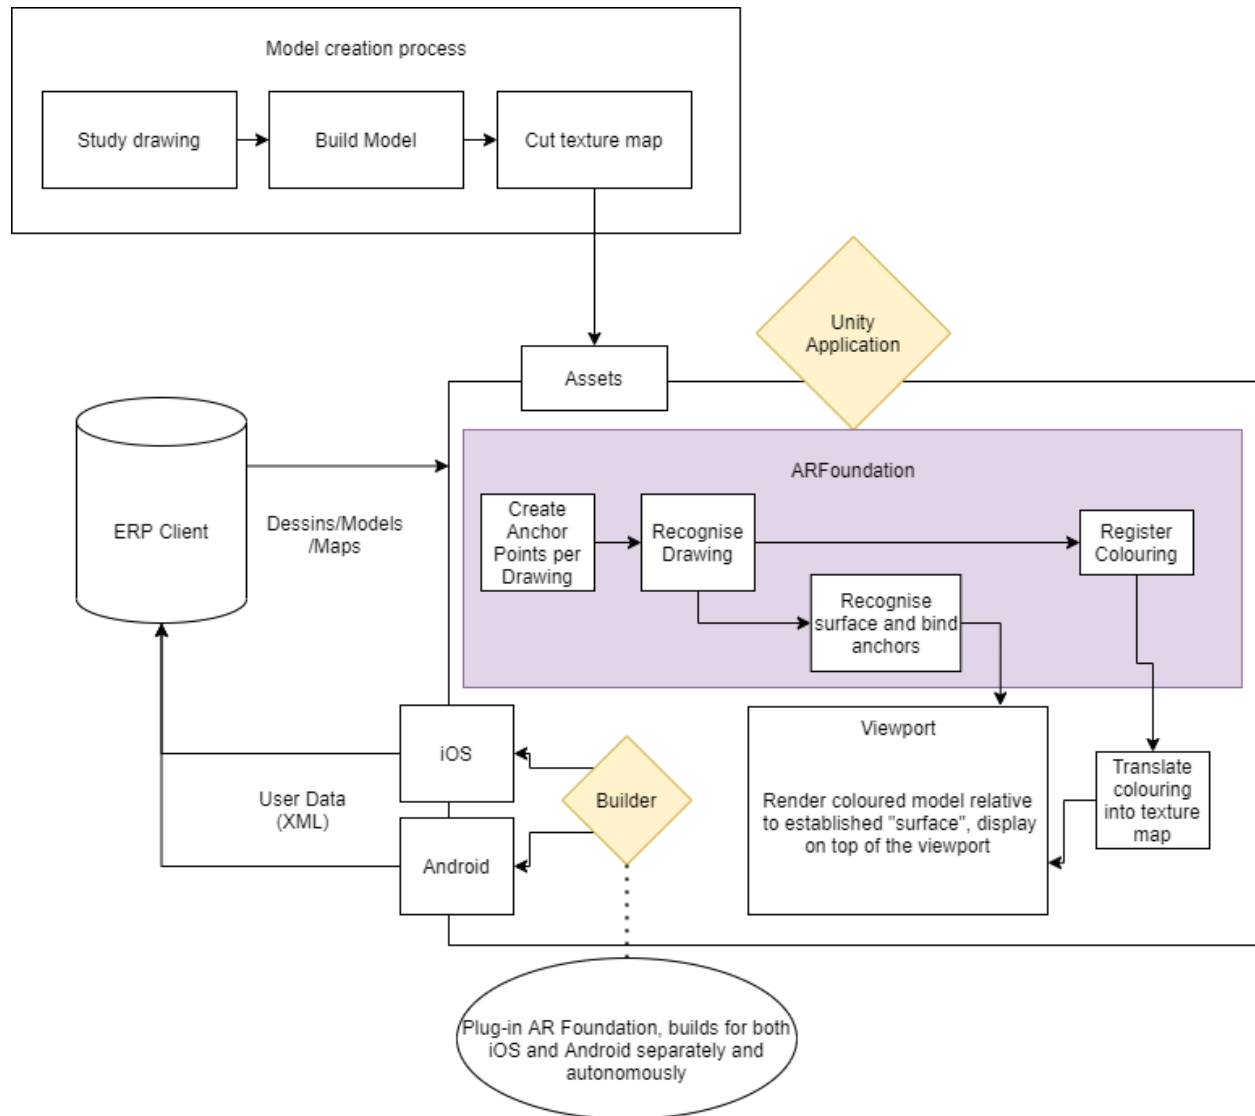 Model creation process
Study drawing
Build Model
Cut texture map
Unity
Application
Assets
ARFoundation
ERP Client
Dessins/Models
/Maps
Create
Anchor
Points per
Drawing
Recognise
Drawing
Register
Colouring
Recognise
surface and bind
anchors
Viewport
Render coloured model relative
to established "surface", display
on top of the viewport
Translate
colouring
into texture
map
iOS
User Data
(XML)
Builder
Android
Plug-in AR Foundation, builds for both
iOS and Android separately and
autonomously